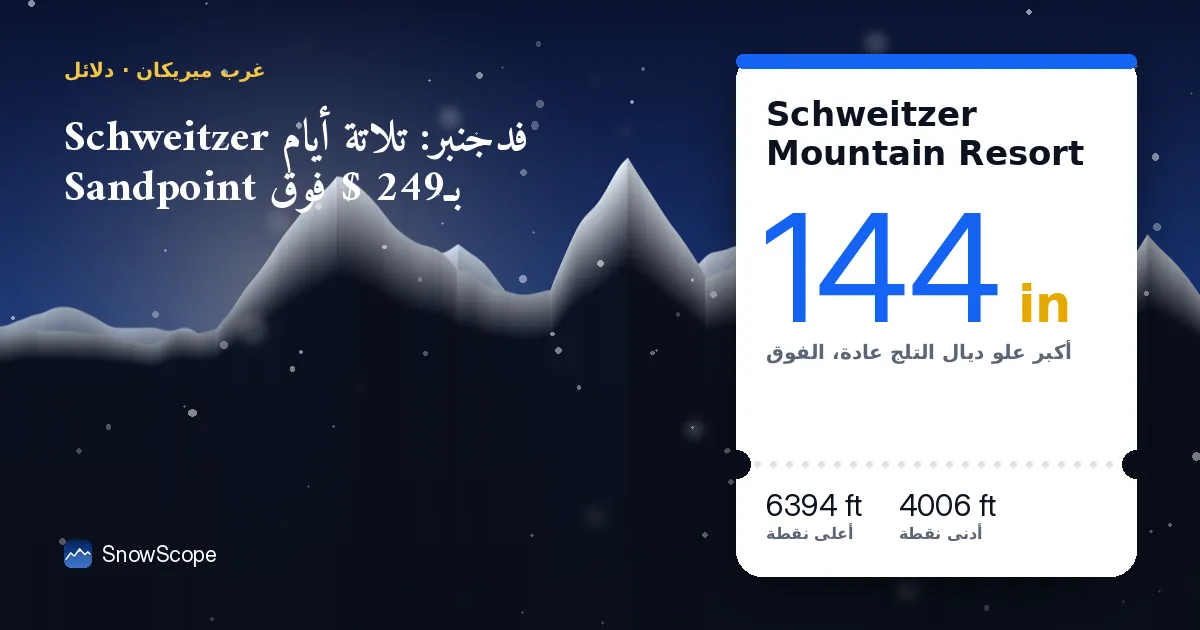 غرب ميريكان · دلائل
Schweitzer فدجنبر: تلاتة أيام
بـ249 $ فوق Sandpoint
Schweitzer
Mountain Resort
144 in
أكبر علو ديال التلج عادة، الفوق
6394 ft
أعلى نقطة
4006 ft
أدنى نقطة
SnowScope